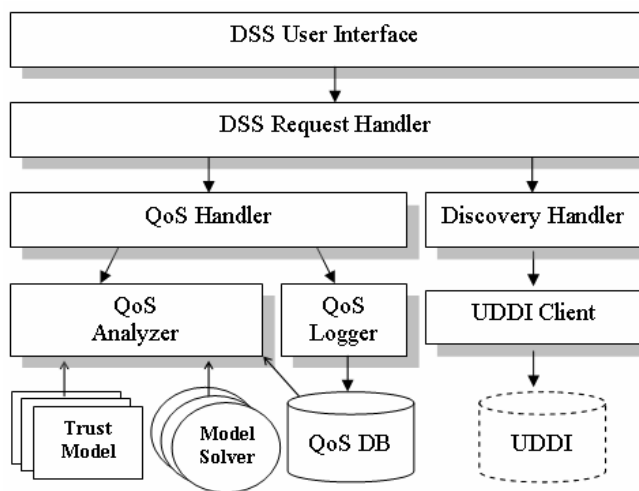 DSS User Interface
DSS Request Handler
QoS Handler
Discovery Handler
QoS
Analyzer
QoS
Logger
UDDI Client
Trust
Model
Model
Solver
QoS DB
UDDI